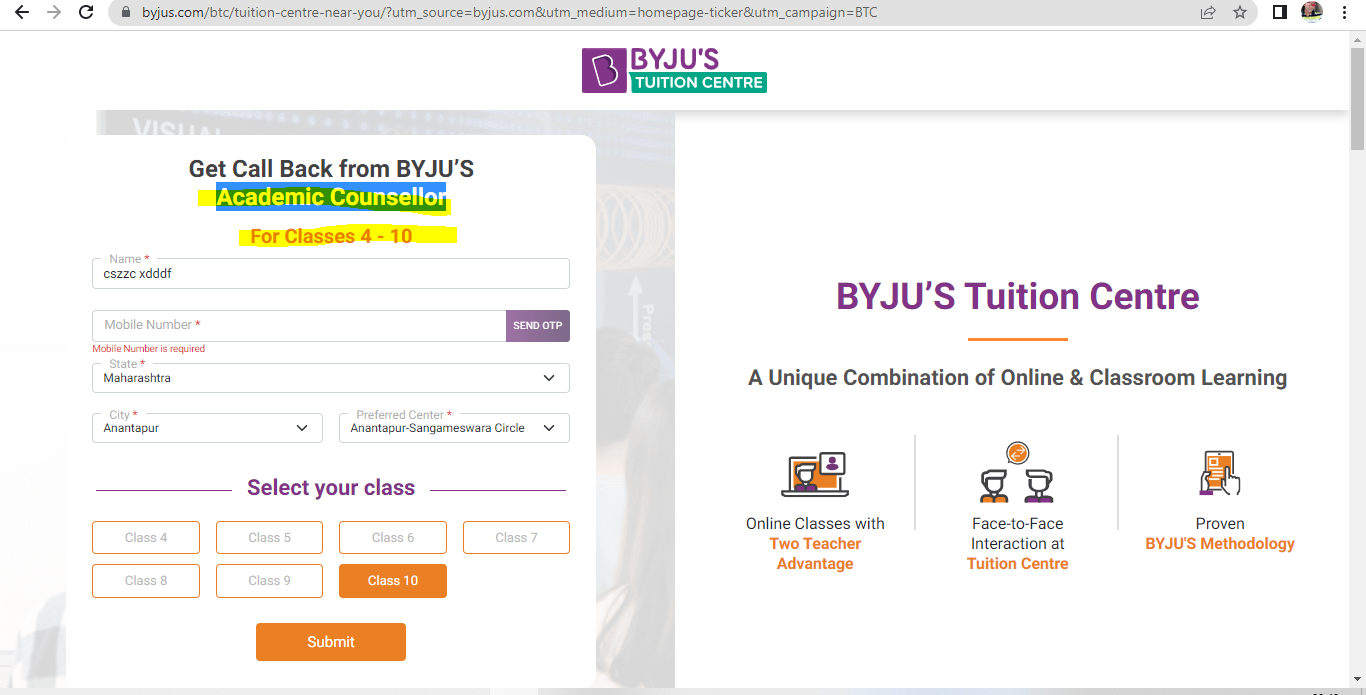 byjus.com/btc/tuition-centre-near-you/?utm_source=byjus.com&utm_medium=homepage-ticker&utm_campaign=BTC
BYJU'S
TUITION CENTRE
VISUAL
Get Call Back from BYJU'S
Academic Counsellor
For Classes 4 - 10
Name *
cszzc xdddf
Mobile Number *
SEND OTP
Mobile Number is required
State *
Maharashtra
City *
Anantapur
Preferred Center *
Anantapur-Sangameswara Circle
Select your class
Class 4
Class 5
Class 6
Class 7
Class 8
Class 9
Class 10
Submit
BYJU'S Tuition Centre
A Unique Combination of Online & Classroom Learning
Online Classes with
Two Teacher
Advantage
Face-to-Face
Interaction at
Tuition Centre
Proven
BYJU'S Methodology